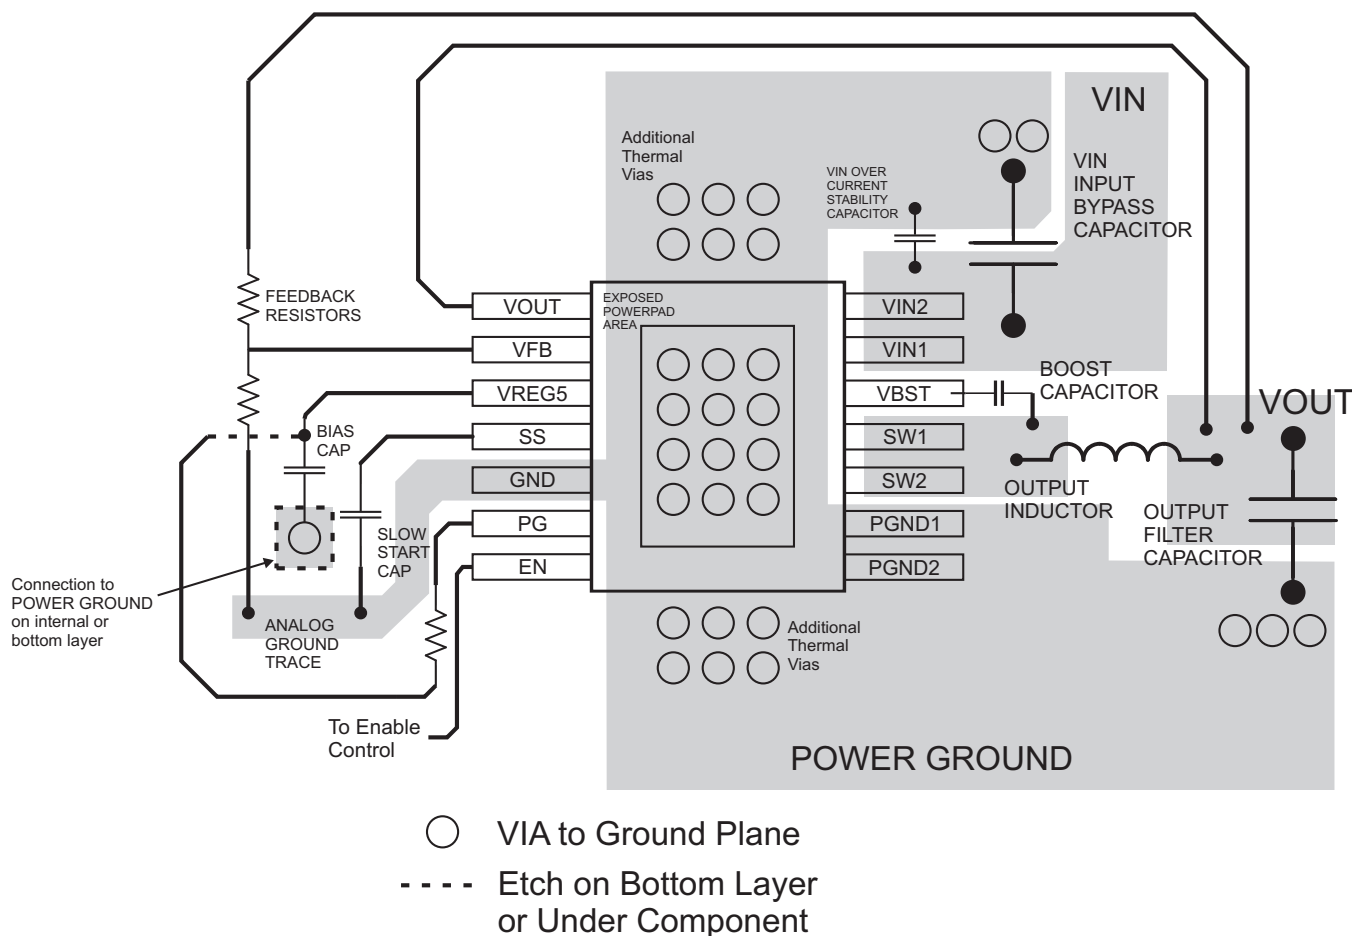 VIN
Additional
Thermal
Vias
VIN OVER
CURRENT
STABILITY
CAPACITOR
VIN
INPUT
BYPASS
CAPACITOR
FEEDBACK
RESISTORS
EXPOSED
POWERPAD
AREA
VOUT
VFB
VREG5
SS
GND
PG
EN
VIN2
VIN1
VBST
SW1
SW2
PGND1
PGND2
BOOST
CAPACITOR
VOUT
BIAS
CAP
SLOW
START
CAP
OUTPUT
INDUCTOR
OUTPUT
FILTER
CAPACITOR
Connection to
POWER GROUND
on internal or
bottom layer
ANALOG
GROUND
TRACE
Additional
Thermal
Vias
To Enable
Control
POWER GROUND
VIA to Ground Plane
Etch on Bottom Layer
or Under Component